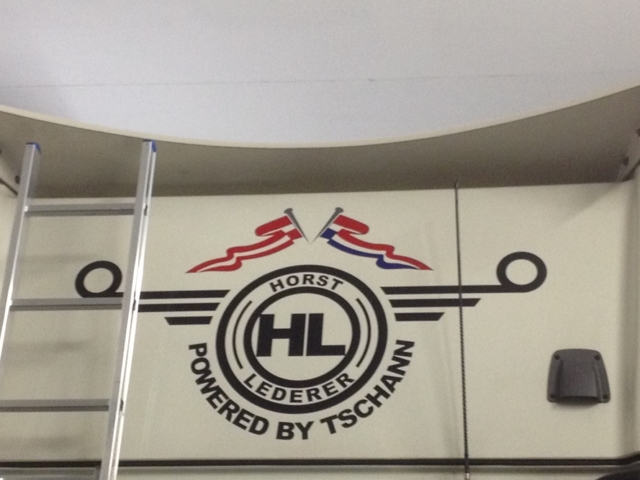 HORST
HL
LEDERER
POWERED BY TSCHANN